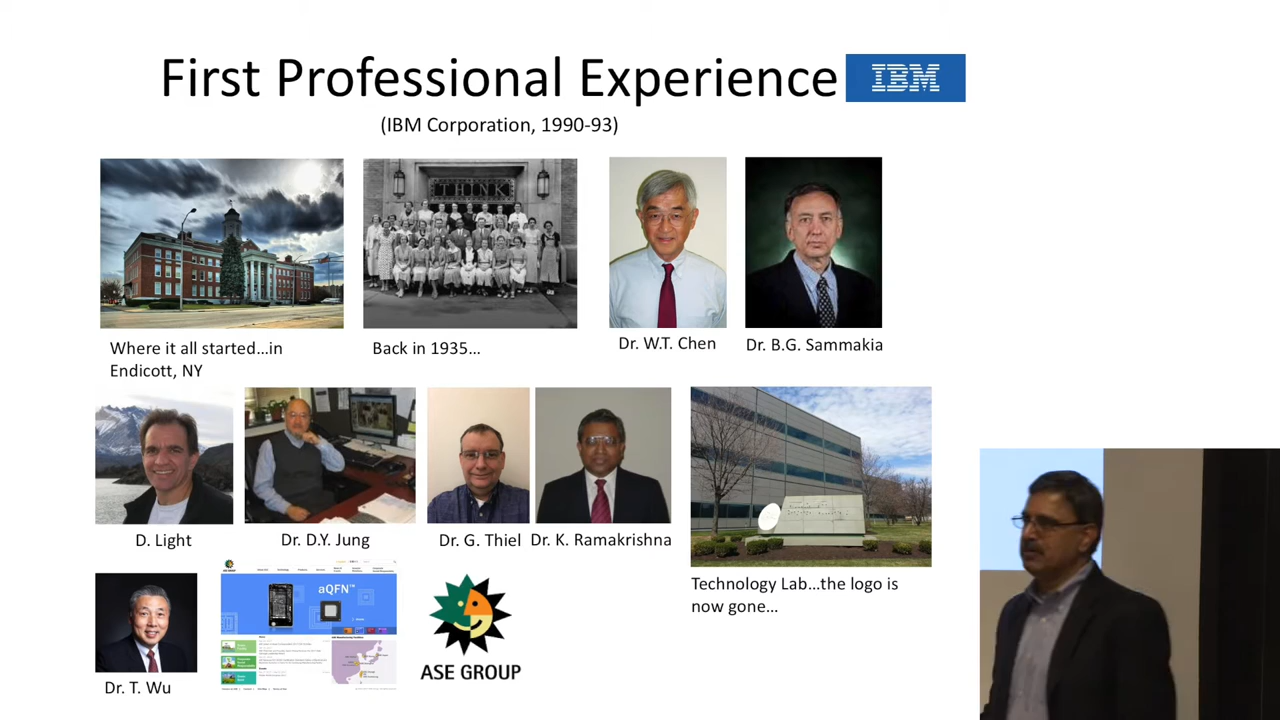 First Professional Experience IBM
(IBM Corporation, 1990-93)
THINK
Where it all started...in
Endicott, NY
Back in 1935...
Dr. W.T. Chen
Dr. B.G. Sammakia
D. Light
Dr. D.Y. Jung
Dr. G. Thiel
Dr. K. Ramakrishna
Technology Lab...the logo is
now gone...
Dr. T. Wu
aQFN™
ASE GROUP